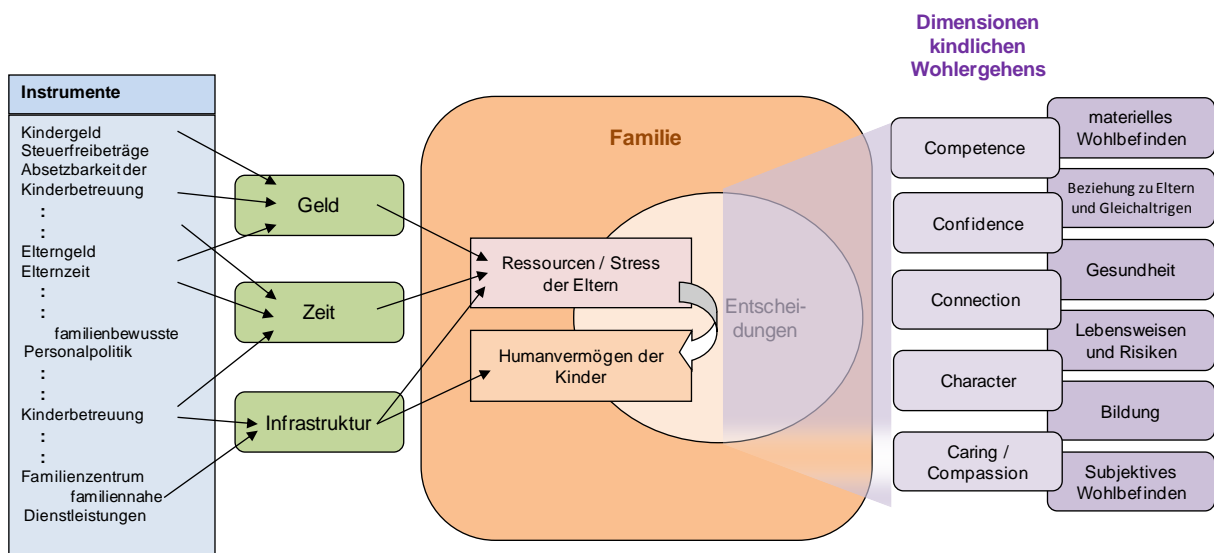 Dimensionen
kindlichen
Wohlergehens
Instrumente
Kindergeld
Steuerfreibeträge
Absetzbarkeit der
Kinderbetreuung
:
:
Elterngeld
Elternzeit
:
:
familienbewusste
Personalpolitik
:
:
Kinderbetreuung
:
:
Familienzentrum
familiennahe
Dienstleistungen
Geld
Zeit
Infrastruktur
Familie
Ressourcen / Stress
der Eltern
Humanvermögen der
Kinder
Entschei-
dungen
Competence
Confidence
Connection
Character
Caring /
Compassion
materielles
Wohlbefinden
Beziehung zu Eltern
und Gleichaltrigen
Gesundheit
Lebensweisen
und Risiken
Bildung
Subjektives
Wohlbefinden